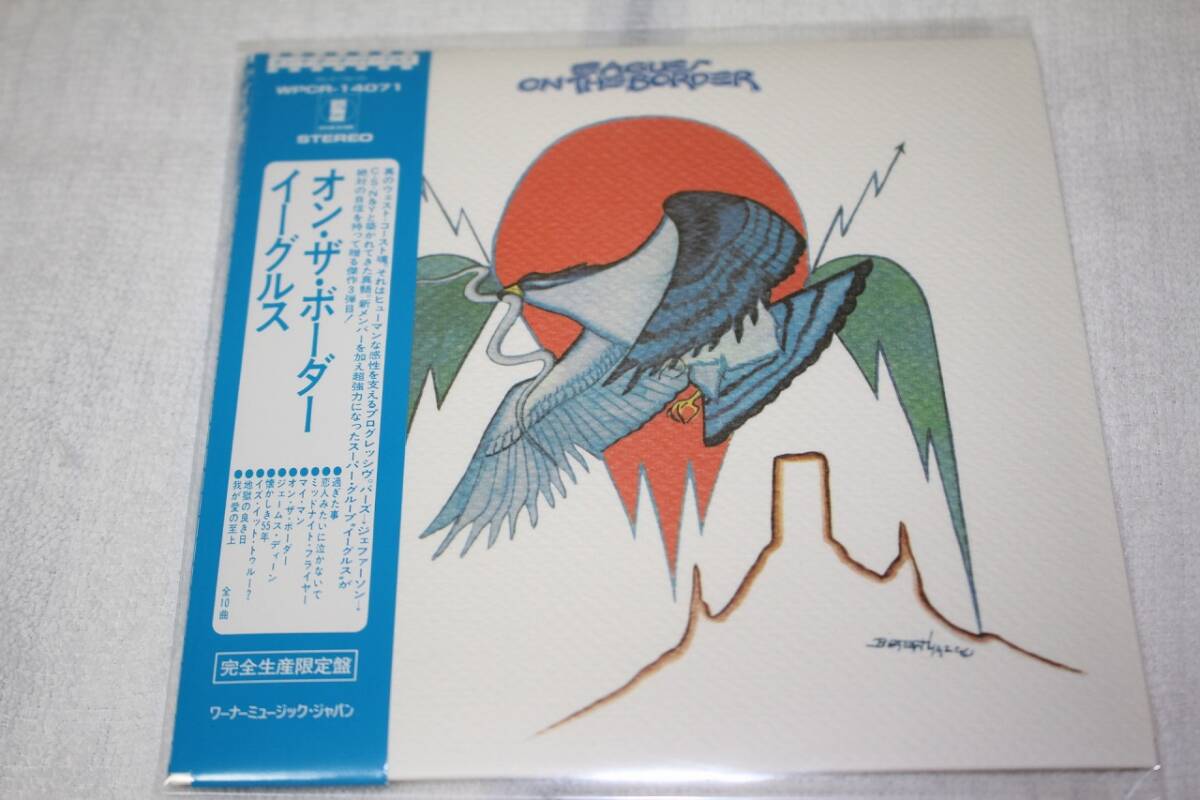 WPCR-14071
STEREO
オン・ザ・ボーダー
イーグルス
真のウェスト・コースト魂、それはヒューマンな感性を支えるプログレッシヴ。バーズ→ジェファーソン→
C・S・N&Yと築かれてきた真髄。新メンバーを加え超強力になったスーパー・グループ"イーグルス"が
絶対の自信を持って贈る傑作3弾目!
●過ぎた事
●恋人みたいに泣かないで
●ミッドナイト・フライヤー
●マイ・マン
●オン・ザ・ボーダー
●ジェームス・ディーン
●懐かしき55年
●イズ・イット・トゥルー?
●地獄の良き日
●我が愛の至上
全10曲
完全生産限定盤
ワーナーミュージック・ジャパン
EAGLES
ON THE BORDER